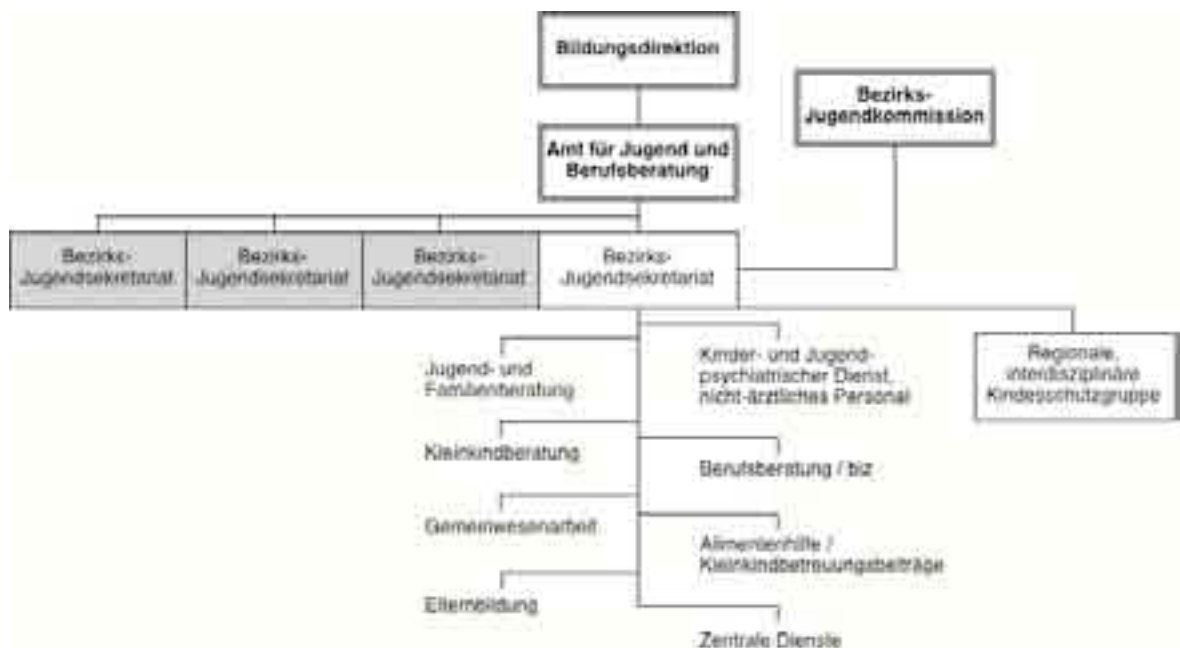 Bildungsdirektion
Bezirks-
Jugendkommission
Amt für Jugend und
Berufsberatung
Bezirks-
Jugendsekretariat
Bezirks-
Jugendsekretariat
Bezirks-
Jugendsekretariat
Bezirks-
Jugendsekretariat
Jugend- und
Familienberatung
Kinder- und Jugend-
psychiatrischer Dienst,
nicht-ärztliches Personal
Regionale,
interdisziplinäre
Kindesschutzgruppe
Kleinkindberatung
Berufsberatung / biz
Gemeinwesenarbeit
Alimentenhilfe /
Kleinkindbetreuungsbeiträge
Elternbildung
Zentrale Dienste